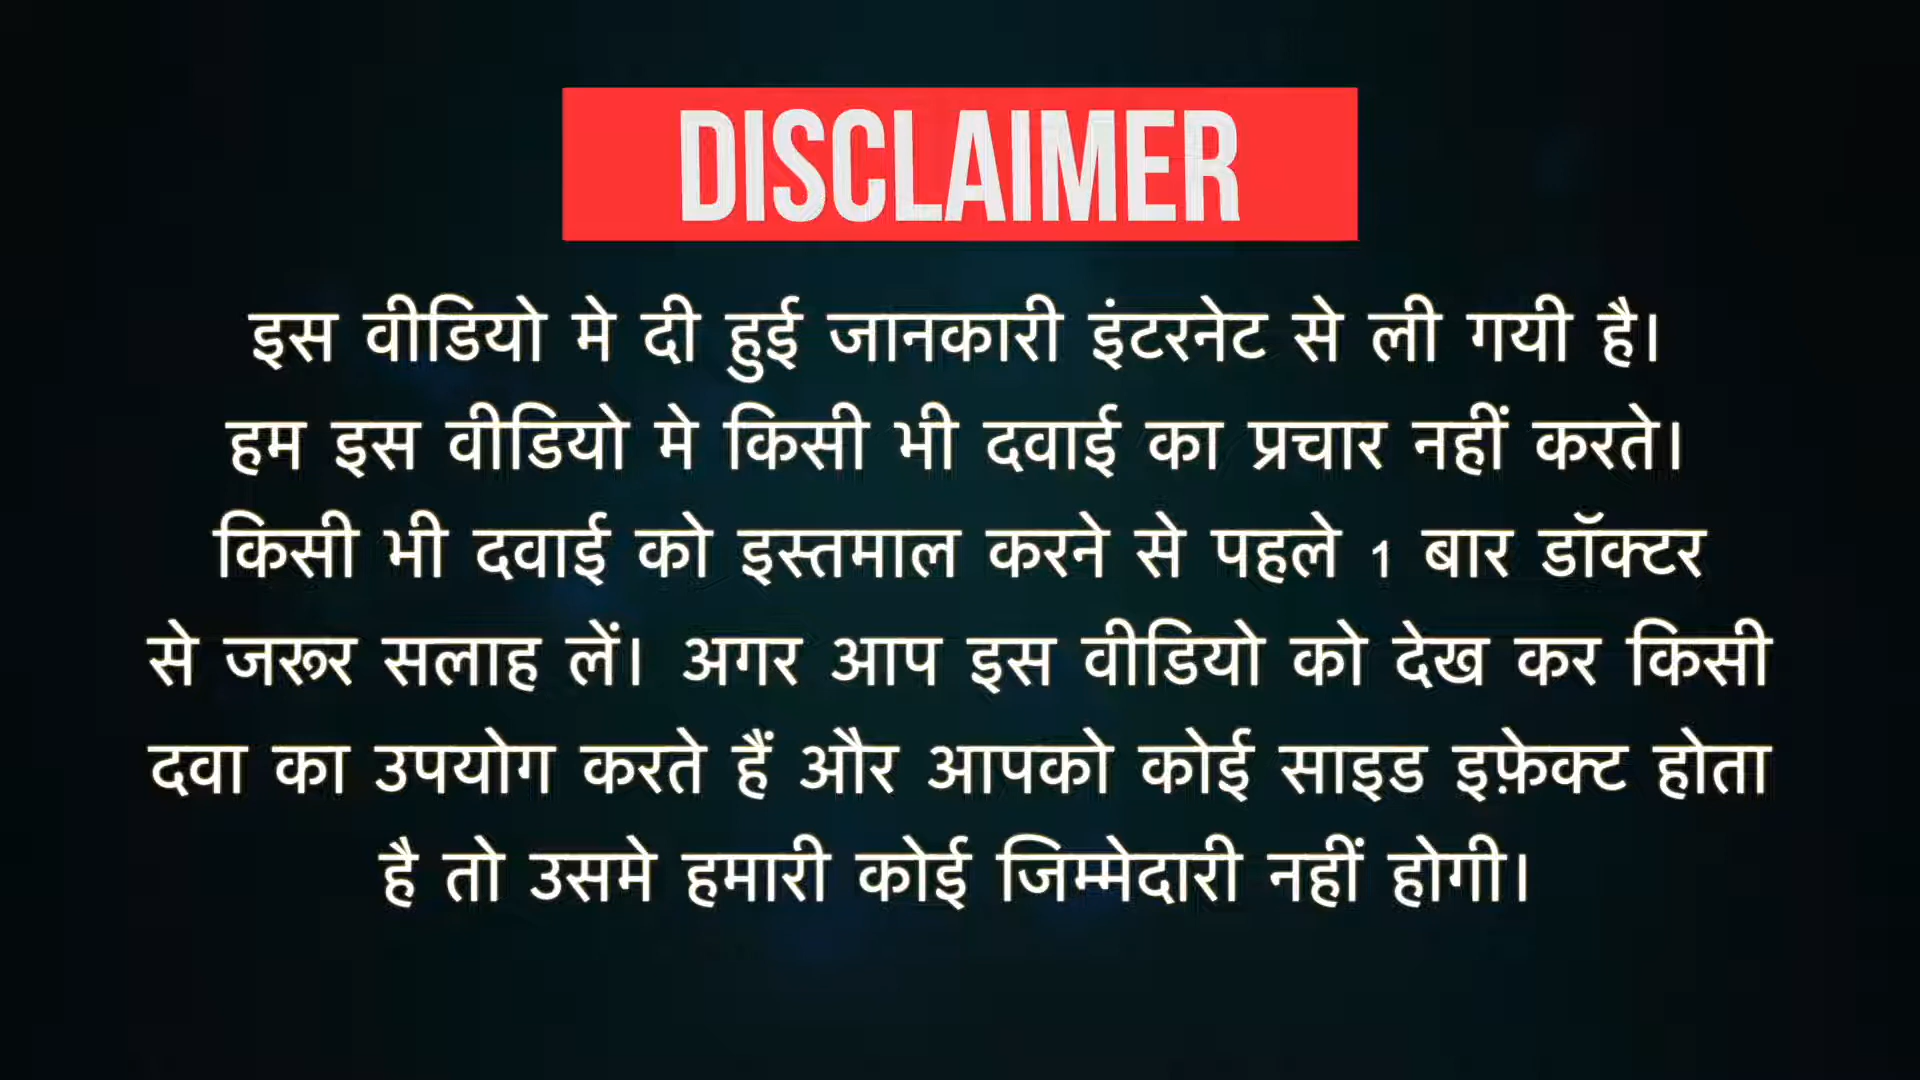 DISCLAIMER
इस वीडियो मे दी हुई जानकारी इंटरनेट से ली गयी है।
हम इस वीडियो मे किसी भी दवाई का प्रचार नहीं करते।
किसी भी दवाई को इस्तमाल करने से पहले 1 बार डॉक्टर
से जरूर सलाह लें। अगर आप इस वीडियो को देख कर किसी
दवा का उपयोग करते हैं और आपको कोई साइड इफ़ेक्ट होता
है तो उसमे हमारी कोई जिम्मेदारी नहीं होगी।